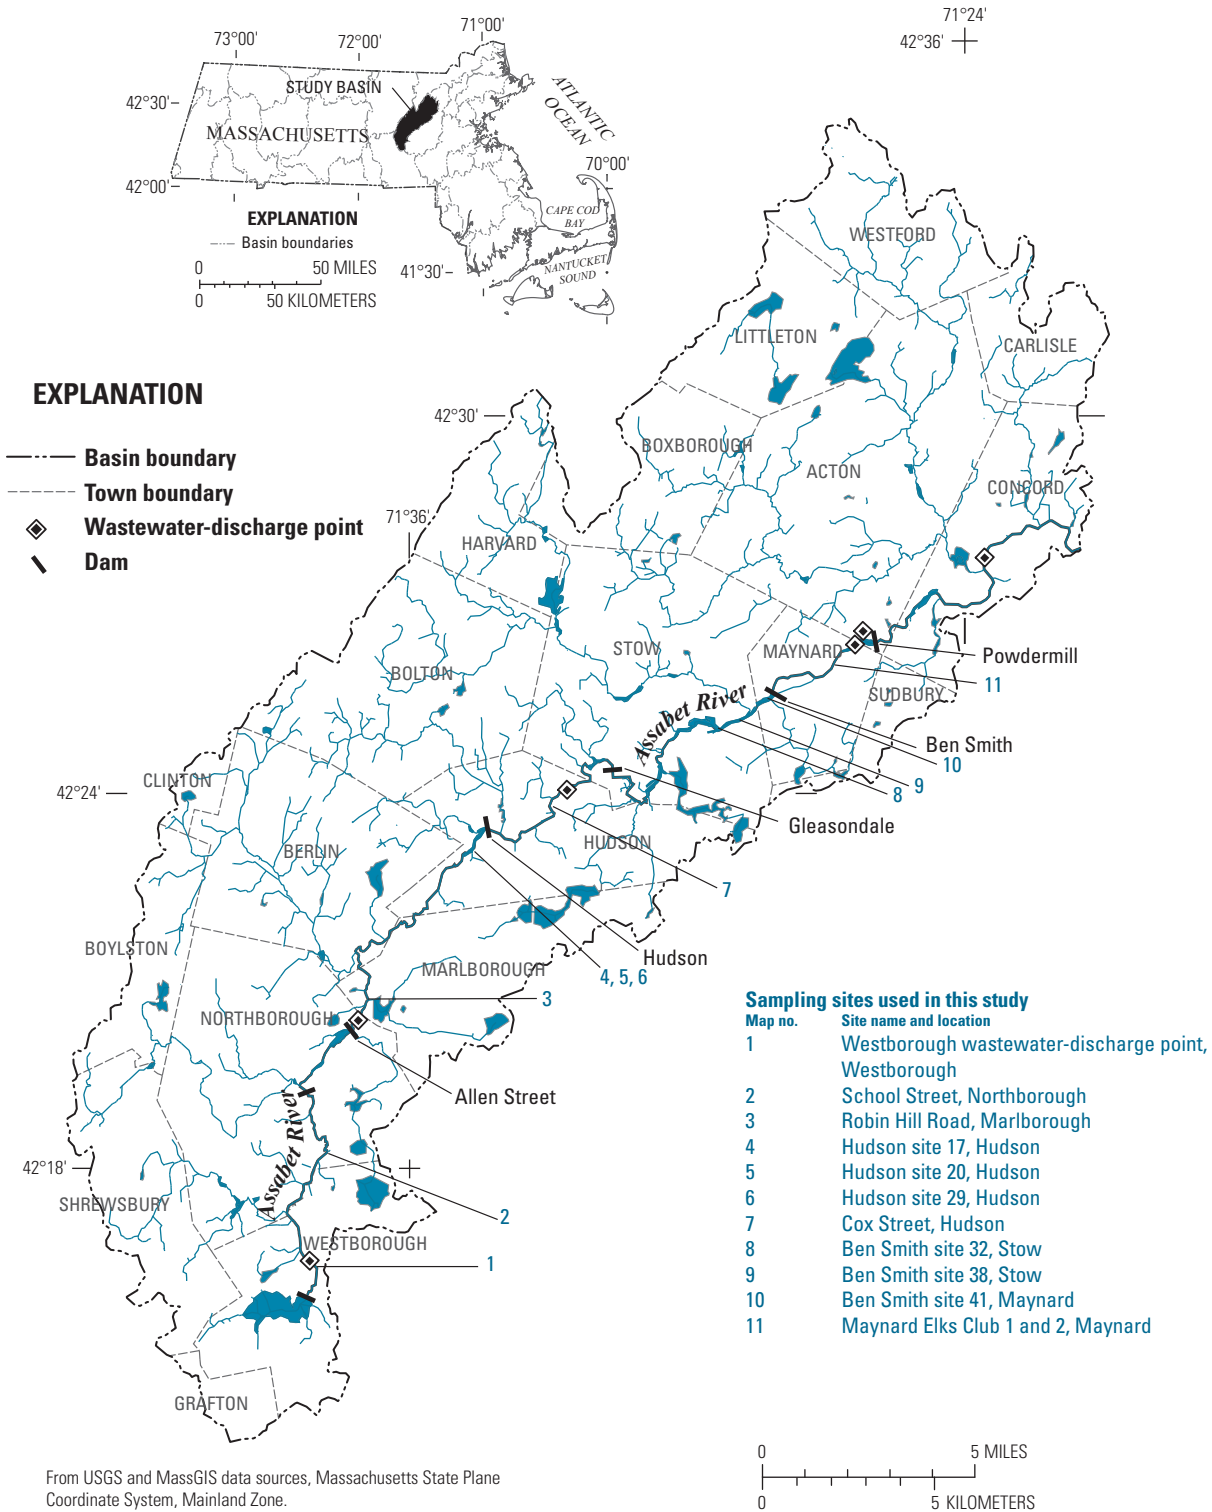 71°24'
42°36'
73°00'
72°00'
71°00'
STUDY BASIN
42°30'
MASSACHUSETTS
ATLANTIC
OCEAN
42°00'
70°00'
EXPLANATION
Basin boundaries
CAPE COD
BAY
0 50 MILES
0 50 KILOMETERS
41°30'
NANTUCKET
SOUND
WESTFORD
LITTLETON
CARLISLE
EXPLANATION
Basin boundary
Town boundary
Wastewater-discharge point
Dam
42°30'
BOXBOROUGH
ACTON
CONCORD
71°36'
HARVARD
STOW
MAYNARD
Powdermill
BOLTON
SUDBURY
11
Assabet River
Ben Smith
10
CLINTON
42°24'
9
8
Gleasondale
BERLIN
HUDSON
7
BOYLSTON
Hudson
MARLBOROUGH
4, 5, 6
3
NORTHBOROUGH
Allen Street
Assabet River
42°18'
SHREWSBURY
2
WESTBOROUGH
1
GRAFTON
Sampling sites used in this study
Map no. Site name and location
1 Westborough wastewater-discharge point,
Westborough
2 School Street, Northborough
3 Robin Hill Road, Marlborough
4 Hudson site 17, Hudson
5 Hudson site 20, Hudson
6 Hudson site 29, Hudson
7 Cox Street, Hudson
8 Ben Smith site 32, Stow
9 Ben Smith site 38, Stow
10 Ben Smith site 41, Maynard
11 Maynard Elks Club 1 and 2, Maynard
0 5 MILES
0 5 KILOMETERS
From USGS and MassGIS data sources, Massachusetts State Plane
Coordinate System, Mainland Zone.